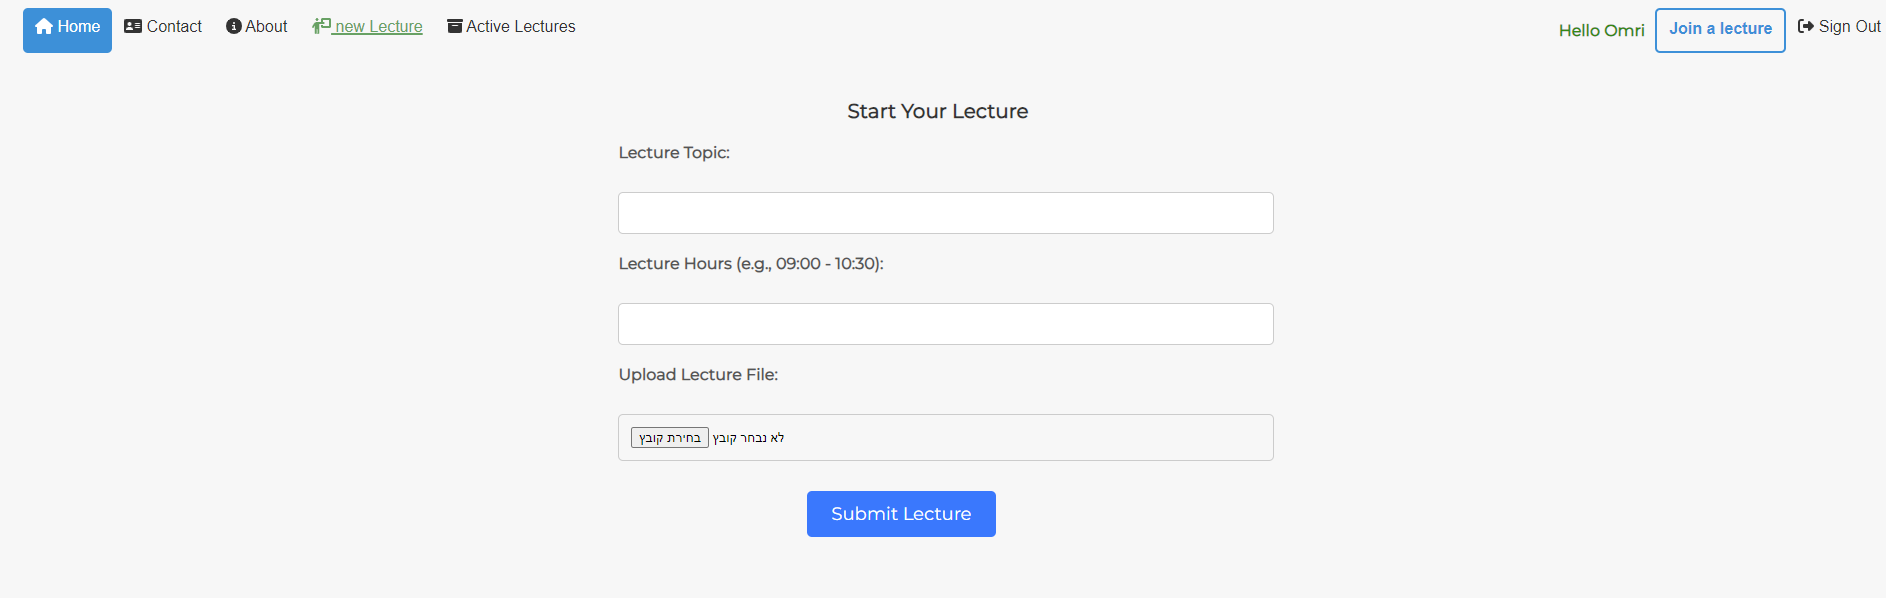 Home Contact About new Lecture Active Lectures Hello Omri Join a lecture Sign Out
Start Your Lecture
Lecture Topic:
Lecture Hours (e.g., 09:00 - 10:30):
Upload Lecture File:
בחירת קובץ לא נבחר קובץ
Submit Lecture